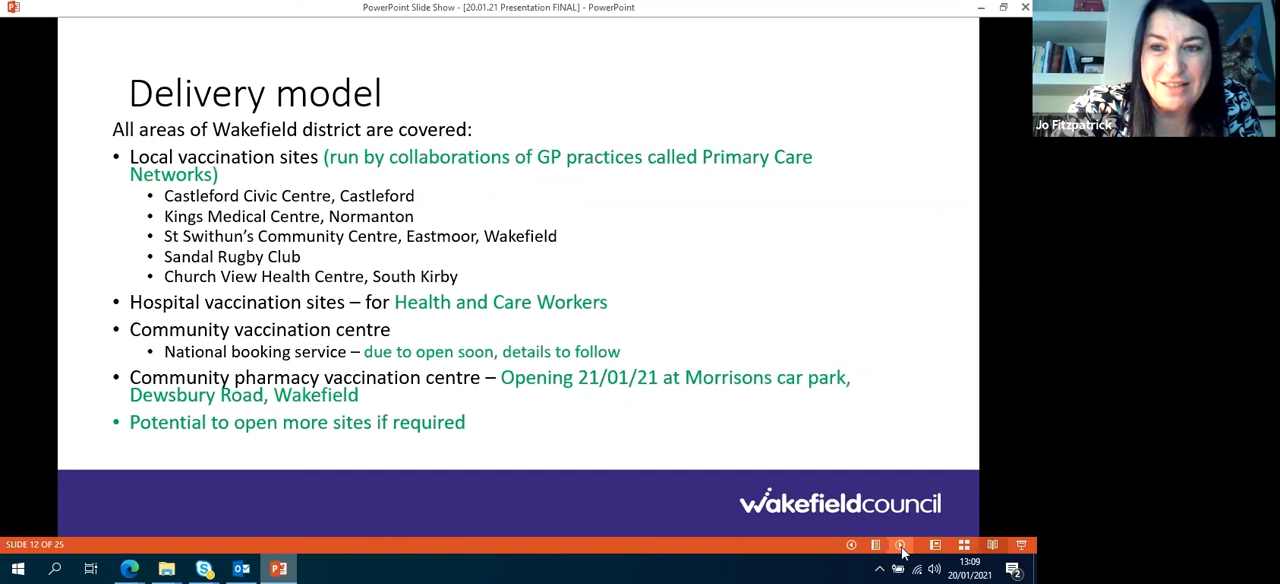 PowerPoint Slide Show - [20.01.21 Presentation FINAL] - PowerPoint
Delivery model
All areas of Wakefield district are covered:
• Local vaccination sites (run by collaborations of GP practices called Primary Care
Networks)
• Castleford Civic Centre, Castleford
• Kings Medical Centre, Normanton
• St Swithun's Community Centre, Eastmoor, Wakefield
• Sandal Rugby Club
• Church View Health Centre, South Kirby
• Hospital vaccination sites – for Health and Care Workers
• Community vaccination centre
• National booking service – due to open soon, details to follow
• Community pharmacy vaccination centre – Opening 21/01/21 at Morrisons car park,
Dewsbury Road, Wakefield
• Potential to open more sites if required
wakefieldcouncil
Jo Fitzpatrick
SLIDE 12 OF 25
13:09
20/01/2021
2